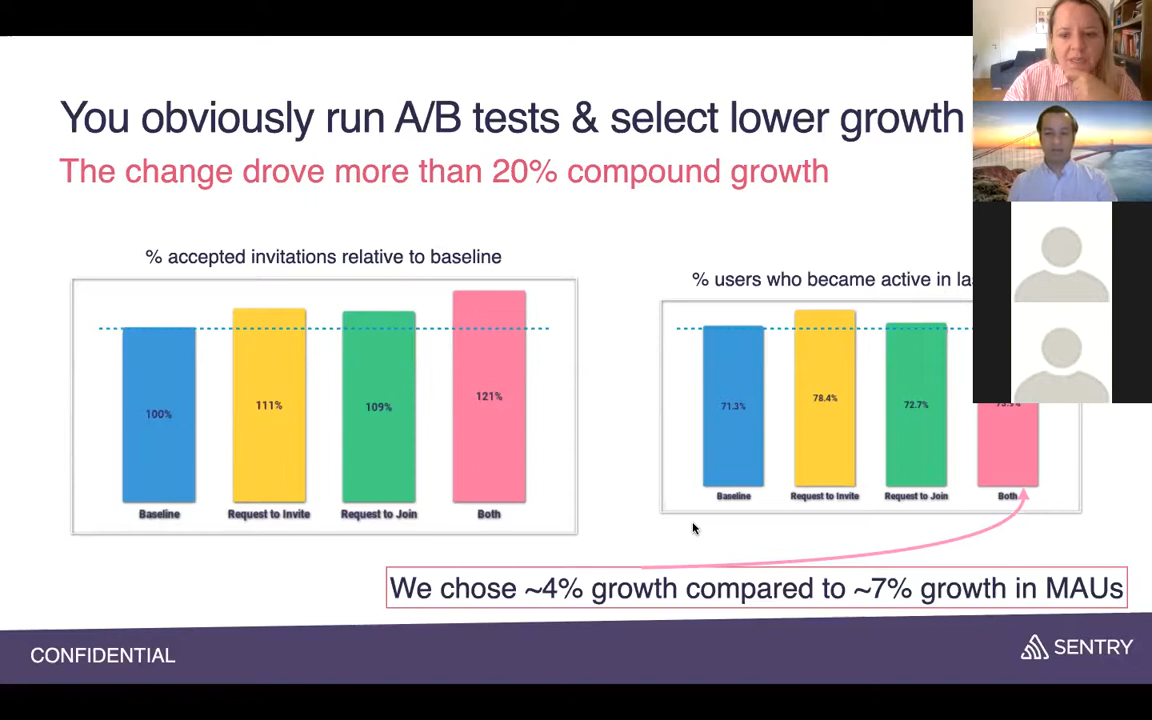 You obviously run A/B tests & select lower growth
The change drove more than 20% compound growth
% accepted invitations relative to baseline
100%
111%
109%
121%
Baseline
Request to Invite
Request to Join
Both
% users who became active in
71.3%
78.4%
72.7%
Baseline
Request to Invite
Request to Join
Both
We chose ~4% growth compared to ~7% growth in MAUs
CONFIDENTIAL
SENTRY